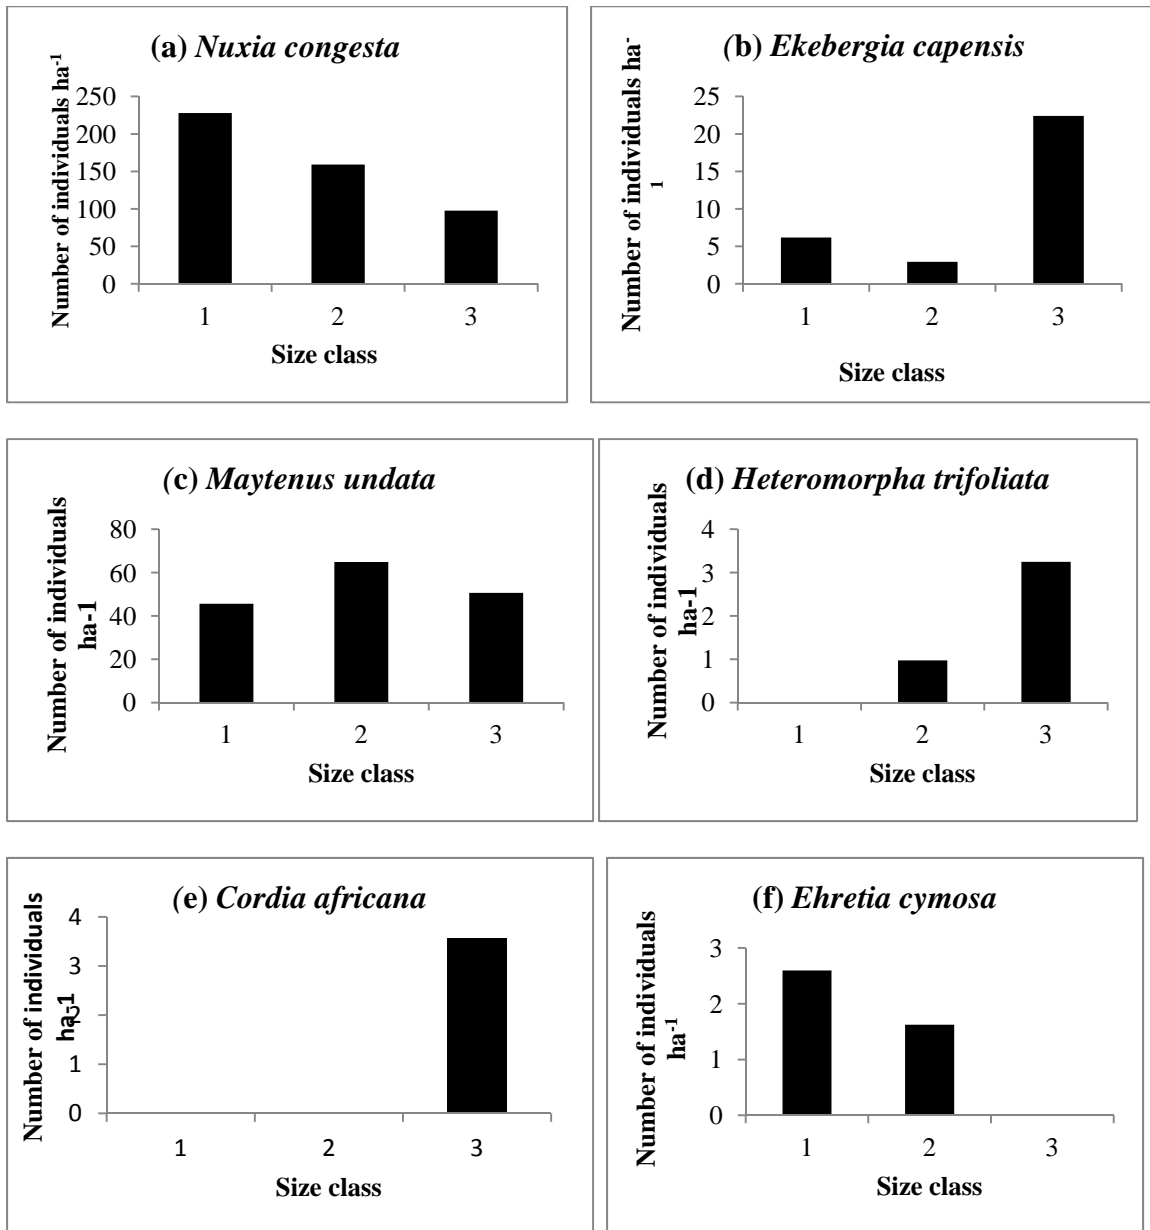 (a) Nuxia congesta
Number of individuals ha-1
250
200
150
100
50
0
1 2 3
Size class
(b) Ekebergia capensis
Number of individuals ha-
1
25
20
15
10
5
0
1 2 3
Size class
(c) Maytenus undata
Number of individuals
ha-1
80
60
40
20
0
1 2 3
Size class
(d) Heteromorpha trifoliata
Number of individuals
ha-1
4
3
2
1
0
1 2 3
Size class
(e) Cordia africana
Number of individuals
ha-1
4
3
2
1
0
1 2 3
Size class
(f) Ehretia cymosa
Number of individuals
ha-1
3
2
1
0
1 2 3
Size class